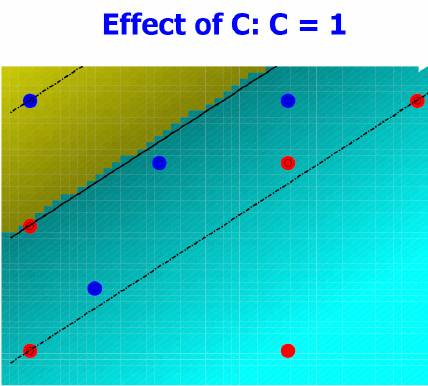 Effect of C: C = 1